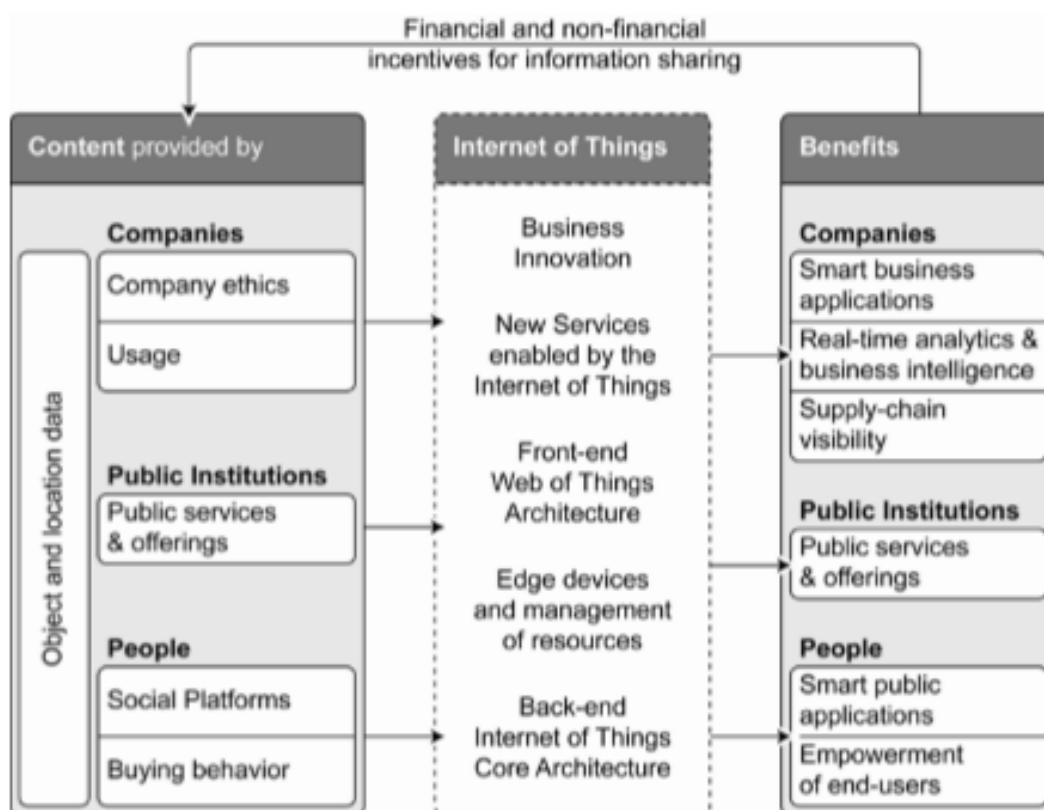 Financial and non-financial
incentives for information sharing
Content provided by
Object and location data
Companies
Company ethics
Usage
Public Institutions
Public services
& offerings
People
Social Platforms
Buying behavior
Internet of Things
Business
Innovation
New Services
enabled by the
Internet of Things
Front-end
Web of Things
Architecture
Edge devices
and management
of resources
Back-end
Internet of Things
Core Architecture
Benefits
Companies
Smart business
applications
Real-time analytics &
business intelligence
Supply-chain
visibility
Public Institutions
Public services
& offerings
People
Smart public
applications
Empowerment
of end-users